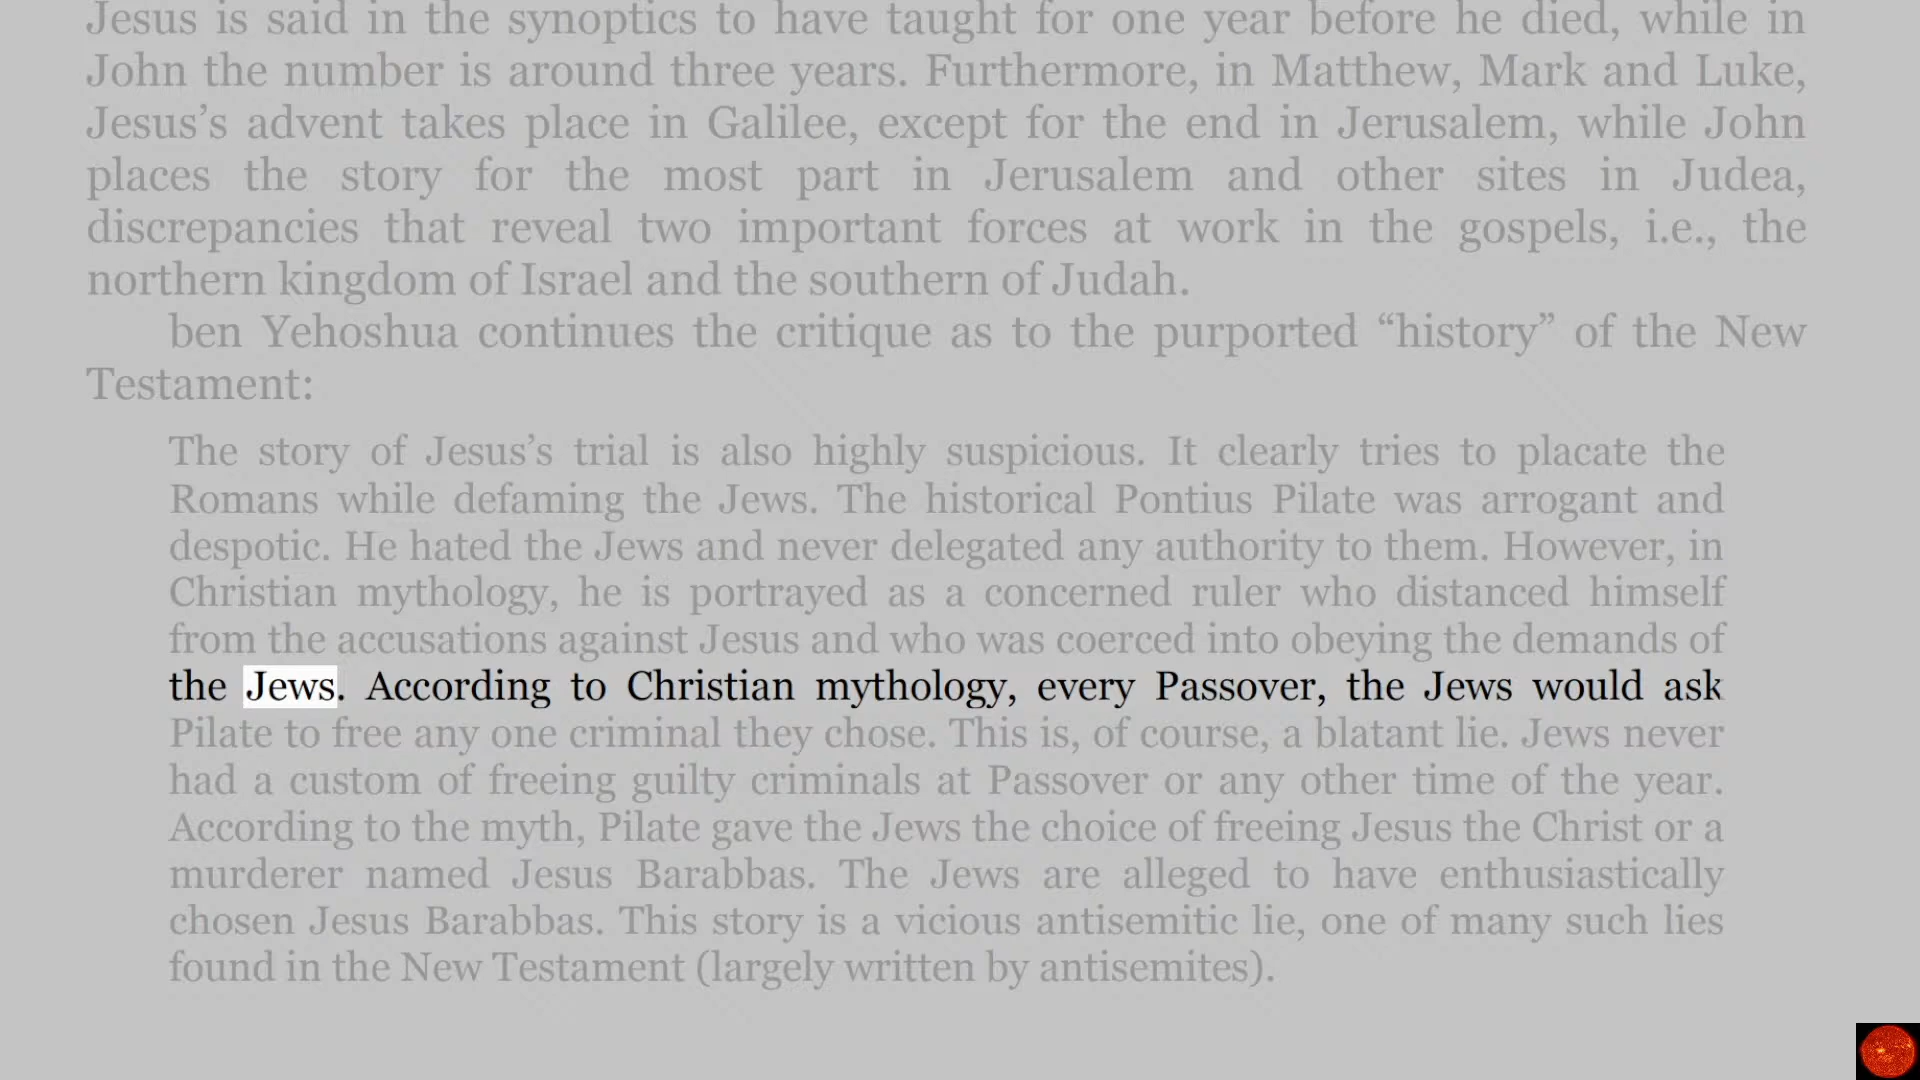 Jesus is said in the synoptics to have taught for one year before he died, while in
John the number is around three years. Furthermore, in Matthew, Mark and Luke,
Jesus’s advent takes place in Galilee, except for the end in Jerusalem, while John
places the story for the most part in Jerusalem and other sites in Judea,
discrepancies that reveal two important forces at work in the gospels, i.e., the
northern kingdom of Israel and the southern of Judah.
ben Yehoshua continues the critique as to the purported “history” of the New
Testament:
The story of Jesus’s trial is also highly suspicious. It clearly tries to placate the
Romans while defaming the Jews. The historical Pontius Pilate was arrogant and
despotic. He hated the Jews and never delegated any authority to them. However, in
Christian mythology, he is portrayed as a concerned ruler who distanced himself
from the accusations against Jesus and who was coerced into obeying the demands of
the Jews. According to Christian mythology, every Passover, the Jews would ask
Pilate to free any one criminal they chose. This is, of course, a blatant lie. Jews never
had a custom of freeing guilty criminals at Passover or any other time of the year.
According to the myth, Pilate gave the Jews the choice of freeing Jesus the Christ or a
murderer named Jesus Barabbas. The Jews are alleged to have enthusiastically
chosen Jesus Barabbas. This story is a vicious antisemitic lie, one of many such lies
found in the New Testament (largely written by antisemites).